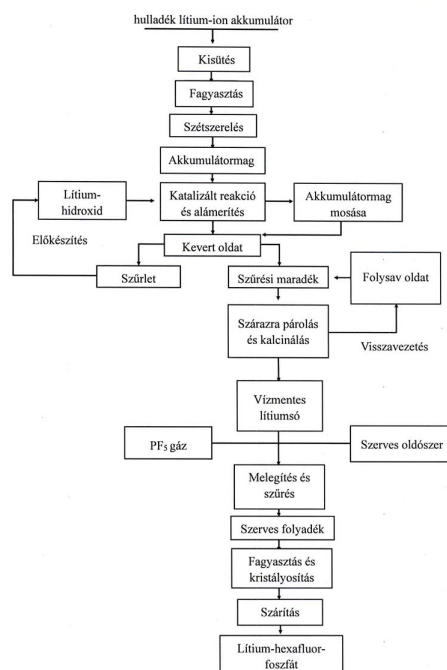 hulladék lítium-ion akkumulátor
Kisütés
Fagyasztás
Szétszerelés
Akkumulátormag
Lítium-
hidroxid
Katalizált reakció
és alámerítés
Akkumulátormag
mosása
Előkészítés
Kevert oldat
Szűrlet
Szűrési maradék
Folysav oldat
Szárazra párolás
és kalcinálás
Visszavezetés
Vízmentes
lítiumsó
PF₅ gáz
Szerves oldószer
Melegítés és
szűrés
Szerves folyadék
Fagyasztás és
kristályosítás
Szárítás
Lítium-hexafluor-
foszfát